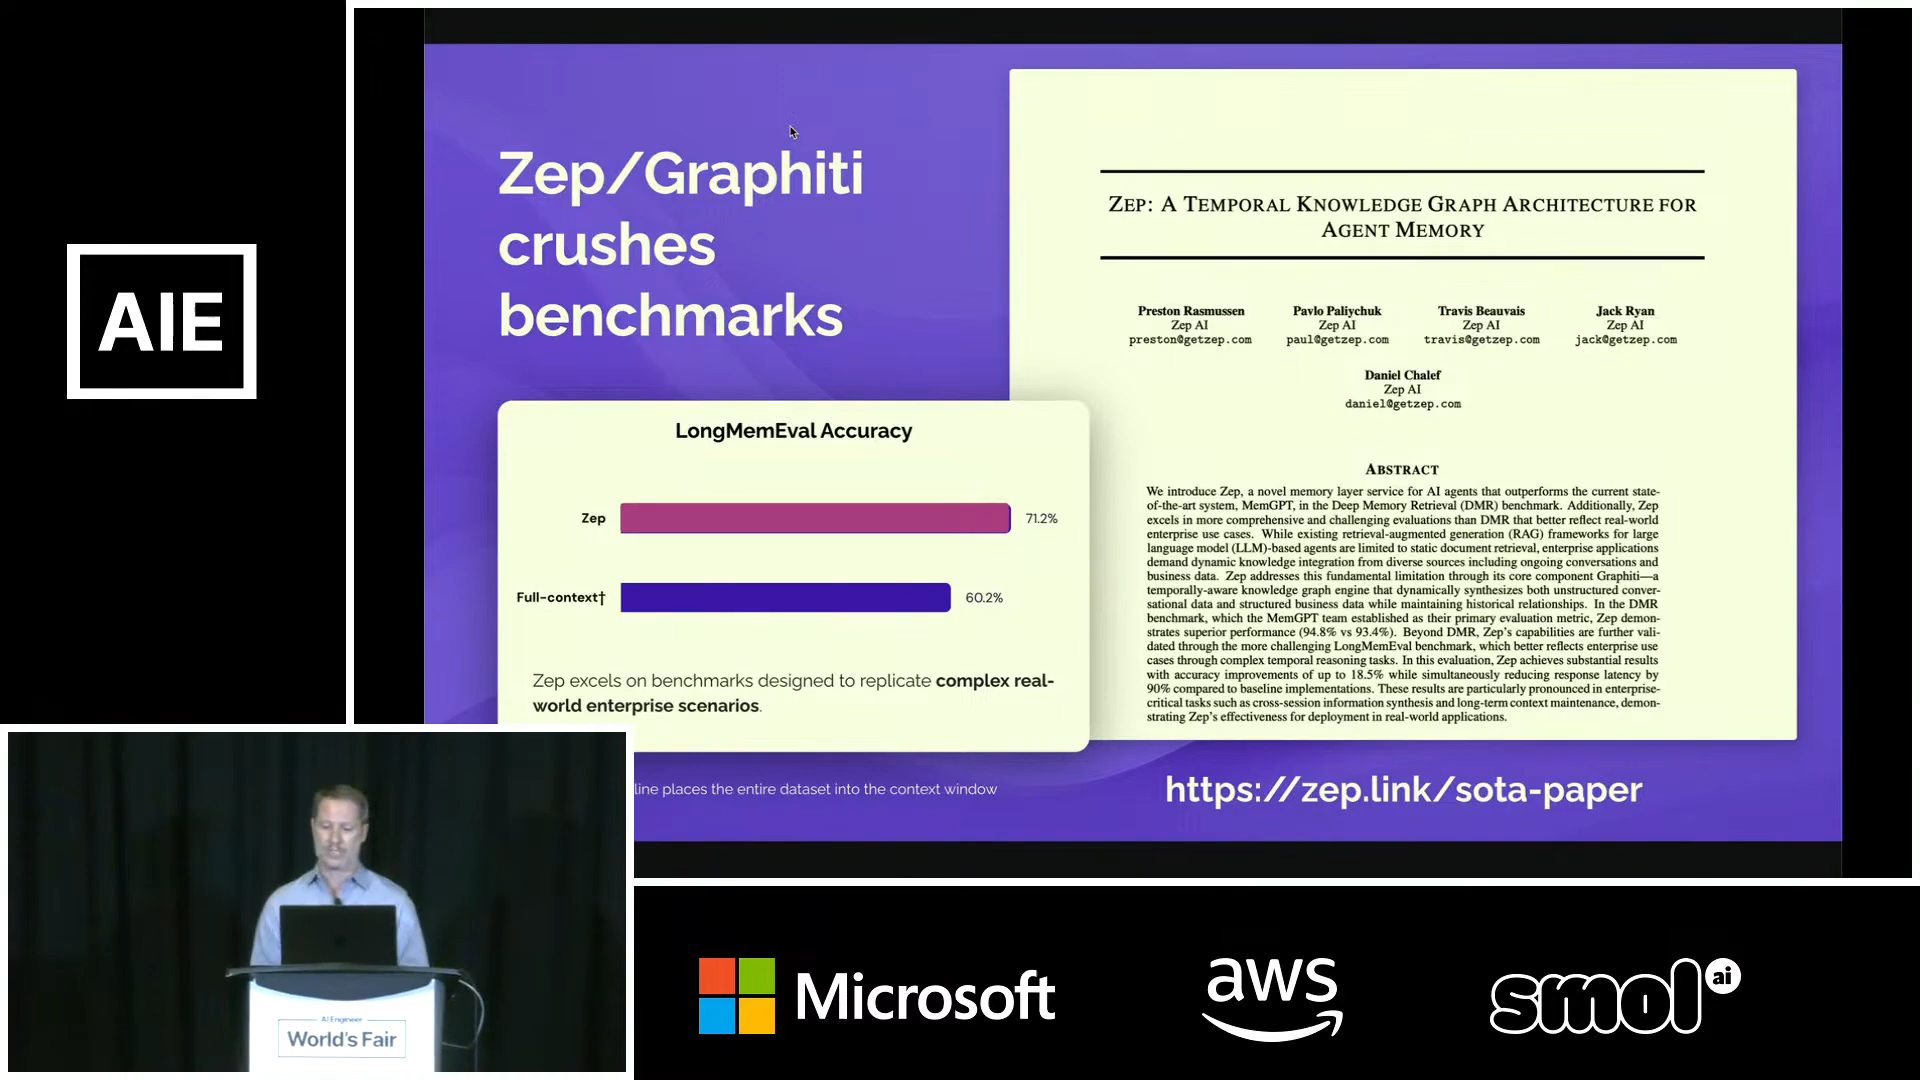 AIE
Zep/Graphiti
crushes
benchmarks
LongMemEval Accuracy
Zep 71.2%
Full-context† 60.2%
Zep excels on benchmarks designed to replicate complex real-
world enterprise scenarios.
line places the entire dataset into the context window
ZEP: A TEMPORAL KNOWLEDGE GRAPH ARCHITECTURE FOR
AGENT MEMORY
Preston Rasmussen
Zep AI
preston@getzep.com
Pavlo Paliychuk
Zep AI
paul@getzep.com
Travis Beauvais
Zep AI
travis@getzep.com
Jack Ryan
Zep AI
jack@getzep.com
Daniel Chalef
Zep AI
daniel@getzep.com
ABSTRACT
We introduce Zep, a novel memory layer service for AI agents that outperforms the current state-
of-the-art system, MemGPT, in the Deep Memory Retrieval (DMR) benchmark. Additionally, Zep
excels in more comprehensive and challenging evaluations than DMR that better reflect real-world
enterprise use cases. While existing retrieval-augmented generation (RAG) frameworks for large
language model (LLM)-based agents are limited to static document retrieval, enterprise applications
demand dynamic knowledge integration from diverse sources including ongoing conversations and
business data. Zep addresses this fundamental limitation through its core component Graphiti—a
temporally-aware knowledge graph engine that dynamically synthesizes both unstructured conver-
sational data and structured business data while maintaining historical relationships. In the DMR
benchmark, which the MemGPT team established as their primary evaluation metric, Zep demon-
strates superior performance (94.8% vs 93.4%). Beyond DMR, Zep's capabilities are further vali-
dated through the more challenging LongMemEval benchmark, which better reflects enterprise use
cases through complex temporal reasoning tasks. In this evaluation, Zep achieves substantial results
with accuracy improvements of up to 18.5% while simultaneously reducing response latency by
90% compared to baseline implementations. These results are particularly pronounced in enterprise-
critical tasks such as cross-session information synthesis and long-term context maintenance, demon-
strating Zep's effectiveness for deployment in real-world applications.
https://zep.link/sota-paper
AI Engineer
World's Fair
Microsoft
aws
smol ai